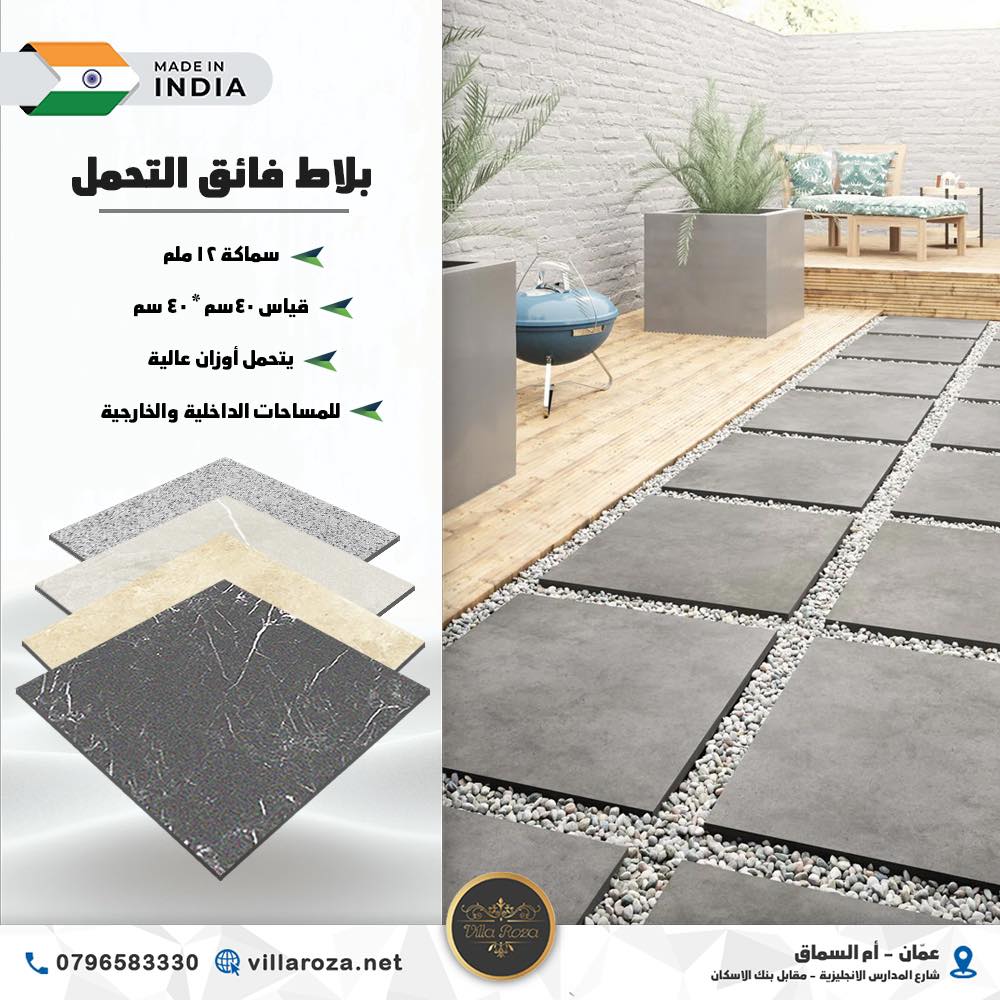 MADE IN
INDIA
بلاط فائق التحمل
سماكة ١٢ ملم
قياس ٤٠سم * ٤٠ سم
يتحمل أوزان عالية
للمساحات الداخلية والخارجية
Villa Roza
0796583330
villaroza.net
عمّان - أم السماق
شارع المدارس الانجليزية - مقابل بنك الاسكان